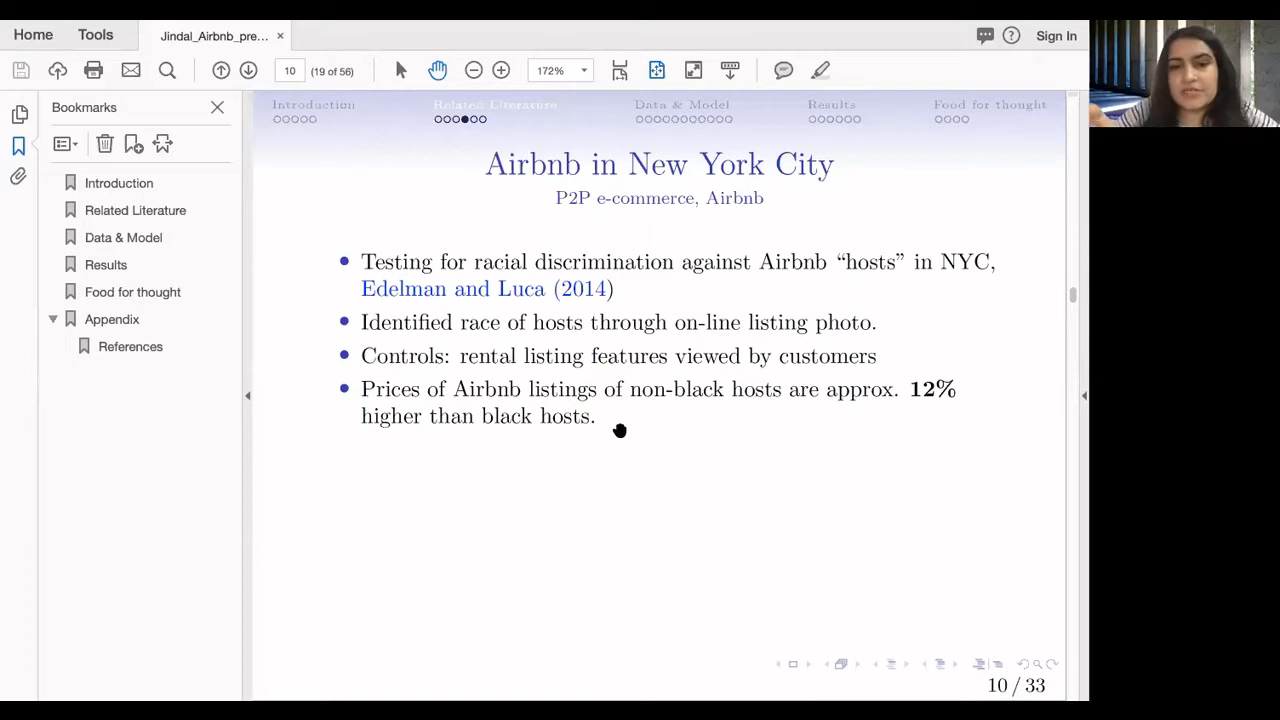 Home
Tools
Jindal_Airbnb_pre... ×
Sign In
10 (19 of 56)
172%
Bookmarks
Introduction
Related Literature
Data & Model
Results
Food for thought
Appendix
References
Introduction Related Literature Data & Model Results Food for thought
Airbnb in New York City
P2P e-commerce, Airbnb
• Testing for racial discrimination against Airbnb “hosts” in NYC,
Edelman and Luca (2014)
• Identified race of hosts through on-line listing photo.
• Controls: rental listing features viewed by customers
• Prices of Airbnb listings of non-black hosts are approx. 12%
higher than black hosts.
10 / 33